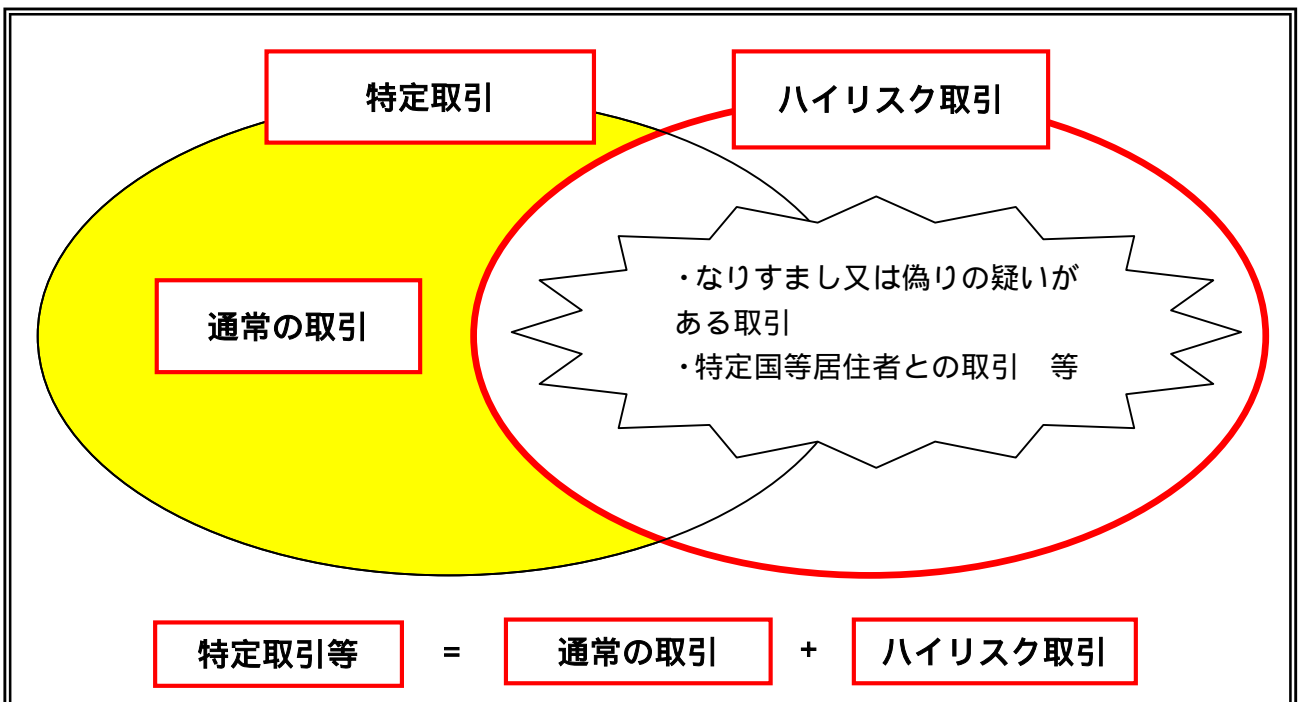 特定取引
ハイリスク取引
・なりすまし又は偽りの疑いが
ある取引
・特定国等居住者との取引　等
通常の取引
特定取引等 = 通常の取引 + ハイリスク取引